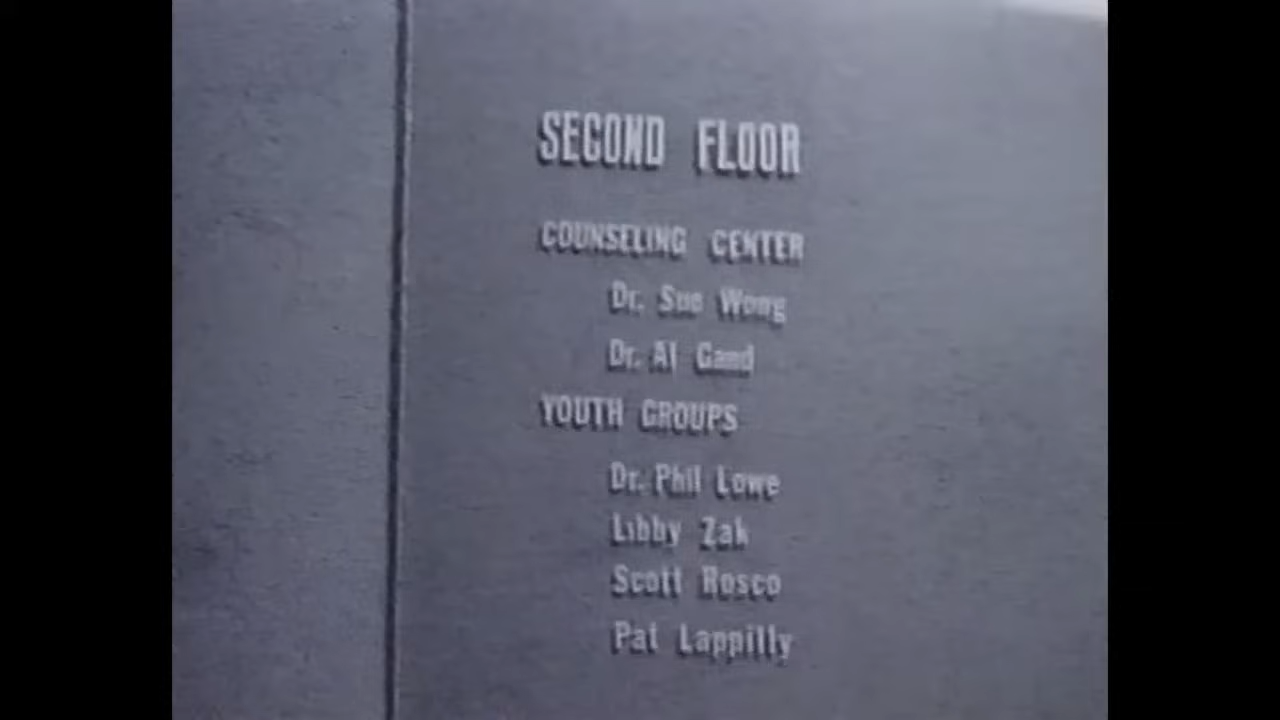 SECOND FLOOR
COUNSELING CENTER
Dr. Sue Wong
Dr. Al Gand
YOUTH GROUPS
Dr. Phil Lowe
Libby Zak
Scott Rosco
Pat Lappilly